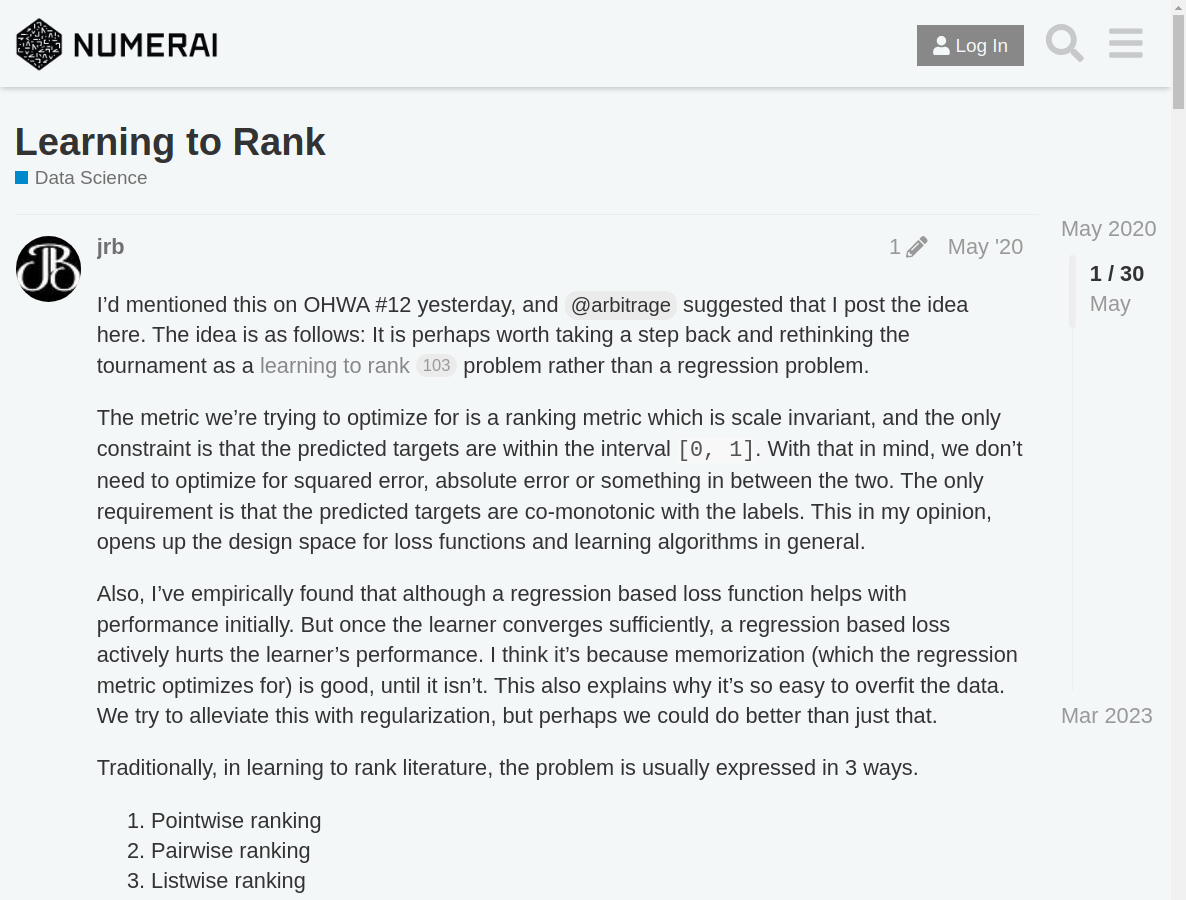 NUMERAI
Log In
Learning to Rank
Data Science
jrb
1
May '20
May 2020
1 / 30
May
I’d mentioned this on OHWA #12 yesterday, and @arbitrage suggested that I post the idea
here. The idea is as follows: It is perhaps worth taking a step back and rethinking the
tournament as a learning to rank 103 problem rather than a regression problem.
The metric we’re trying to optimize for is a ranking metric which is scale invariant, and the only
constraint is that the predicted targets are within the interval [0, 1]. With that in mind, we don’t
need to optimize for squared error, absolute error or something in between the two. The only
requirement is that the predicted targets are co-monotonic with the labels. This in my opinion,
opens up the design space for loss functions and learning algorithms in general.
Also, I’ve empirically found that although a regression based loss function helps with
performance initially. But once the learner converges sufficiently, a regression based loss
actively hurts the learner’s performance. I think it’s because memorization (which the regression
metric optimizes for) is good, until it isn’t. This also explains why it’s so easy to overfit the data.
We try to alleviate this with regularization, but perhaps we could do better than just that.
Mar 2023
Traditionally, in learning to rank literature, the problem is usually expressed in 3 ways.
1. Pointwise ranking
2. Pairwise ranking
3. Listwise ranking